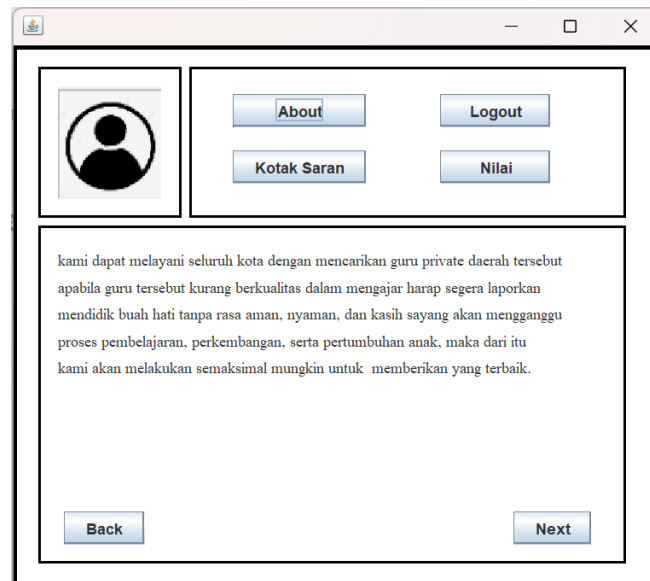 About
Logout
Kotak Saran
Nilai
kami dapat melayani seluruh kota dengan mencarikan guru private daerah tersebut
apabila guru tersebut kurang berkualitas dalam mengajar harap segera laporkan
mendidik buah hati tanpa rasa aman, nyaman, dan kasih sayang akan mengganggu
proses pembelajaran, perkembangan, serta pertumbuhan anak, maka dari itu
kami akan melakukan semaksimal mungkin untuk  memberikan yang terbaik.
Back
Next